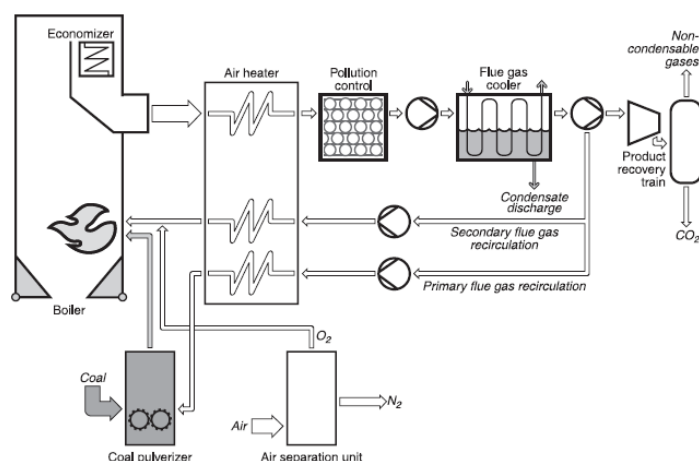 Economizer
Air heater
Pollution
control
Flue gas
cooler
Non-
condensable
gases
Product
recovery
train
Condensate
discharge
CO2
Secondary flue gas
recirculation
Primary flue gas recirculation
Boiler
O2
Coal
N2
Air
Coal pulverizer
Air separation unit